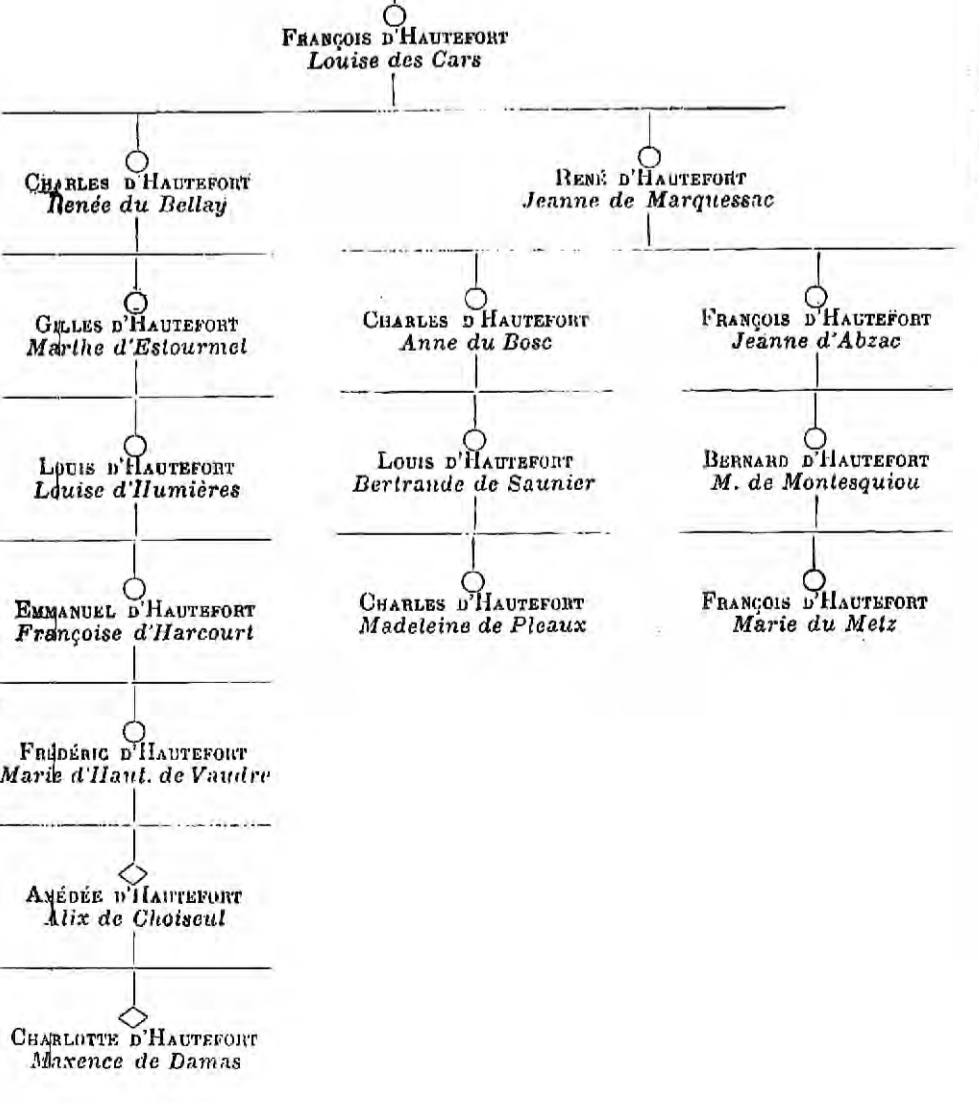 FRANÇOIS D'HAUTEFORT
Louise des Cars
CHARLES D'HAUTEFORT
Renée du Bellay
RENÉ D'HAUTEFORT
Jeanne de Marquessac
GILLES D'HAUTEFORT
Marthe d'Estourmel
CHARLES D'HAUTEFORT
Anne du Bosc
FRANÇOIS D'HAUTEFORT
Jeanne d'Abzac
LOUIS D'HAUTEFORT
Louise d'Humières
LOUIS D'HAUTEFORT
Bertrande de Saunier
BERNARD D'HAUTEFORT
M. de Montesquiou
EMMANUEL D'HAUTEFORT
Françoise d'Harcourt
CHARLES D'HAUTEFORT
Madeleine de Pleaux
FRANÇOIS D'HAUTEFORT
Marie du Metz
FRÉDÉRIC D'HAUTEFORT
Marie d'Haut. de Vaudre
AMÉDÉE D'HAUTEFORT
Alix de Choiseul
CHARLOTTE D'HAUTEFORT
Maxence de Damas